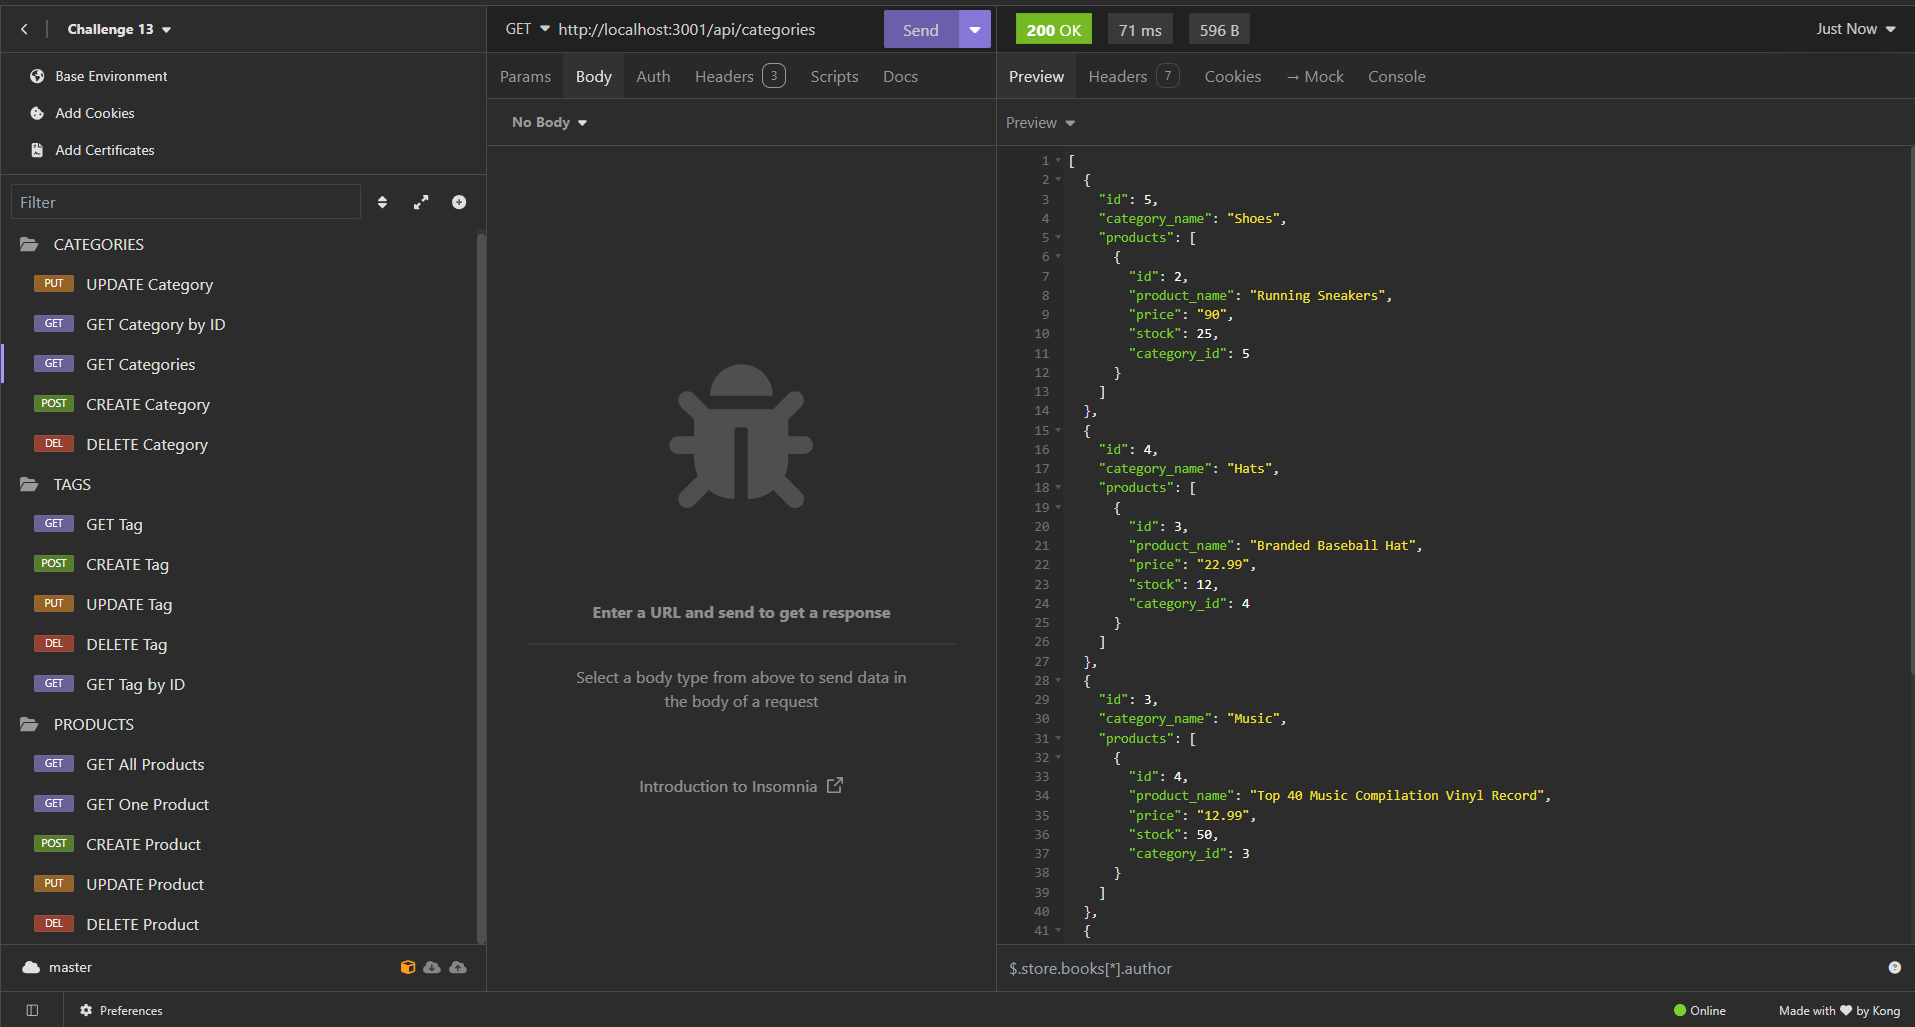 Challenge 13
Base Environment
Add Cookies
Add Certificates
Filter
CATEGORIES
PUT UPDATE Category
GET GET Category by ID
GET GET Categories
POST CREATE Category
DEL DELETE Category
TAGS
GET GET Tag
POST CREATE Tag
PUT UPDATE Tag
DEL DELETE Tag
GET GET Tag by ID
PRODUCTS
GET GET All Products
GET GET One Product
POST CREATE Product
PUT UPDATE Product
DEL DELETE Product
master
GET http://localhost:3001/api/categories Send
Params Body Auth Headers 3 Scripts Docs
No Body
Enter a URL and send to get a response
Select a body type from above to send data in
the body of a request
Introduction to Insomnia
200 OK 71 ms 596 B Just Now
Preview Headers 7 Cookies → Mock Console
Preview
1 [
2 {
3 "id": 5,
4 "category_name": "Shoes",
5 "products": [
6 {
7 "id": 2,
8 "product_name": "Running Sneakers",
9 "price": "90",
10 "stock": 25,
11 "category_id": 5
12 }
13 ]
14 },
15 {
16 "id": 4,
17 "category_name": "Hats",
18 "products": [
19 {
20 "id": 3,
21 "product_name": "Branded Baseball Hat",
22 "price": "22.99",
23 "stock": 12,
24 "category_id": 4
25 }
26 ]
27 },
28 {
29 "id": 3,
30 "category_name": "Music",
31 "products": [
32 {
33 "id": 4,
34 "product_name": "Top 40 Music Compilation Vinyl Record",
35 "price": "12.99",
36 "stock": 50,
37 "category_id": 3
38 }
39 ]
40 },
41 {
$.store.books[*].author
Preferences
Online
Made with ♥ by Kong